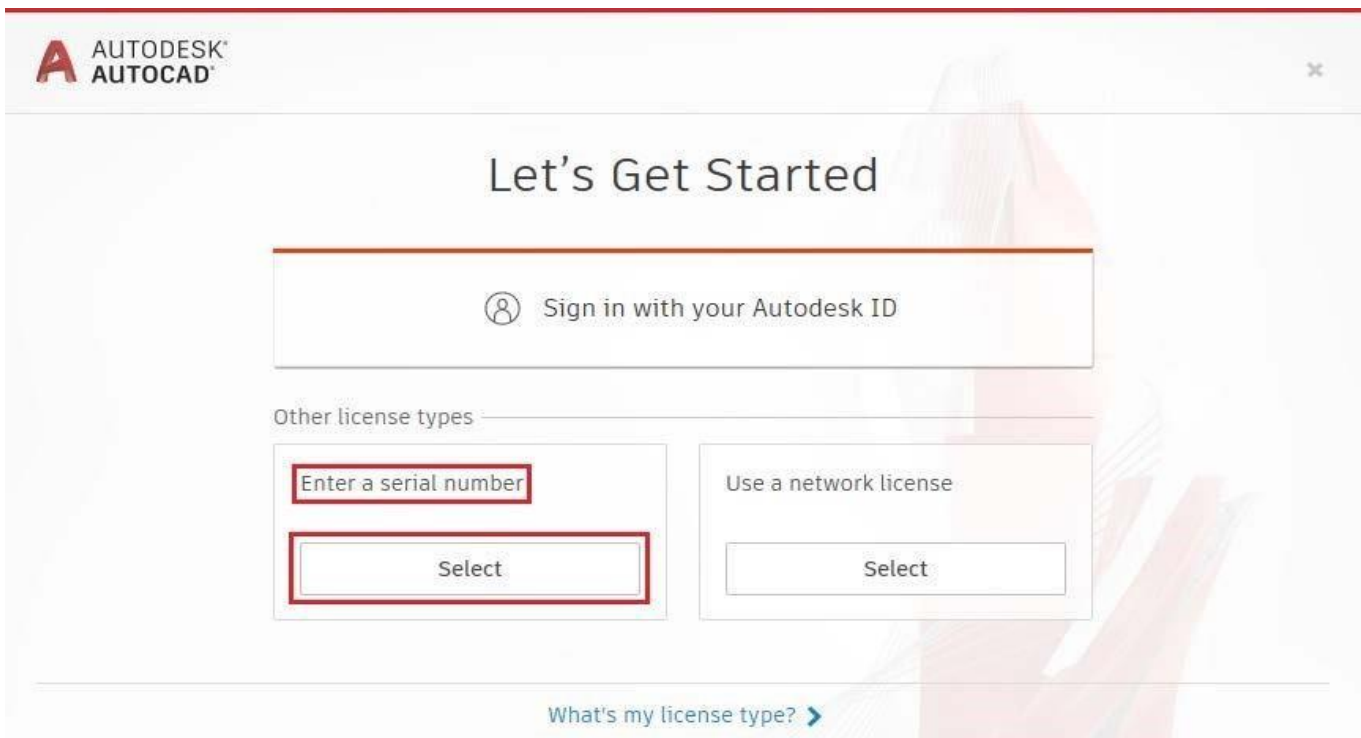 AUTODESK®
AUTOCAD®
Let's Get Started
Sign in with your Autodesk ID
Other license types
Enter a serial number
Use a network license
Select
Select
What's my license type?